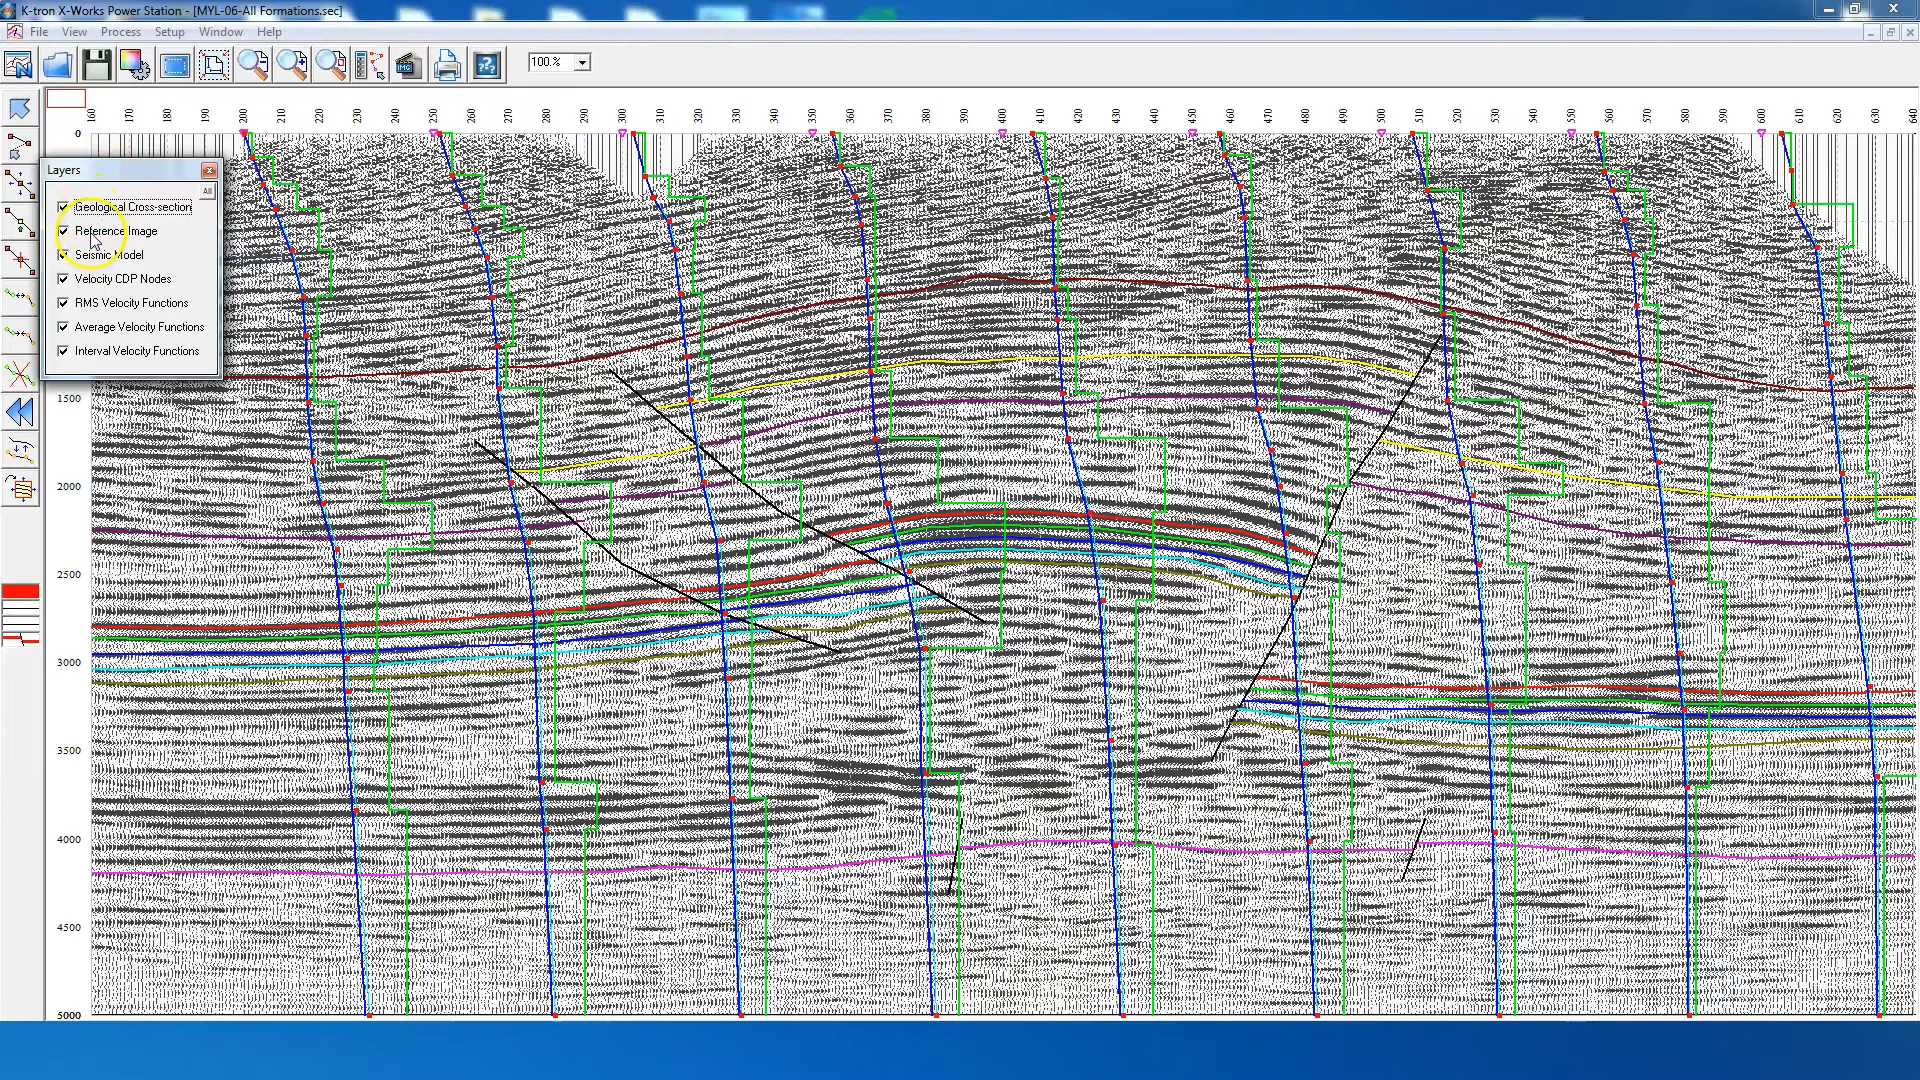 K-tron X-Works Power Station - [MYL-06-All Formations.sec]
File View Process Setup Window Help
N
IMG
100.%
160 170 180 190 200 210 220 230 240 250 260 270 280 290 300 310 320 330 340 350 360 370 380 390 400 410 420 430 440 450 460 470 480 490 500 510 520 530 540 550 560 570 580 590 600 610 620 630 640
0
Layers
All
Geological Cross-section
Reference Image
Seismic Model
Velocity CDP Nodes
RMS Velocity Functions
Average Velocity Functions
Interval Velocity Functions
1500
2000
2500
3000
3500
4000
4500
5000